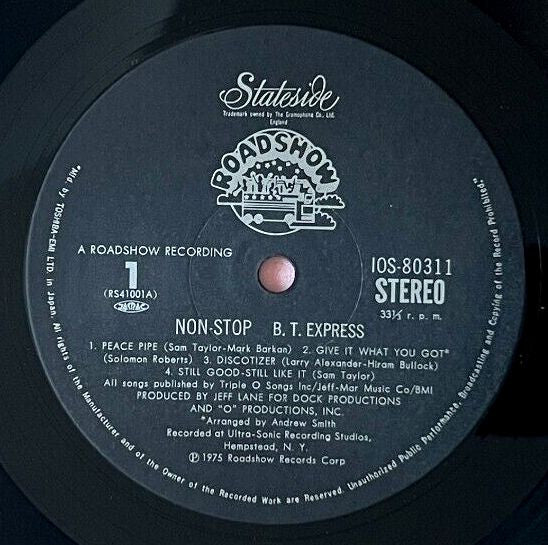 Stateside
Trademark owned by The Gramophone Co., Ltd.
England
ROADSHOW
A ROADSHOW RECORDING
1
(RS41001A)
IOS-80311
STEREO
33⅓ r. p. m.
NON-STOP B. T. EXPRESS
1. PEACE PIPE (Sam Taylor-Mark Barkan) 2. GIVE IT WHAT YOU GOT*
(Solomon Roberts) 3. DISCOTIZER (Larry Alexander-Hiram Bullock)
4. STILL GOOD-STILL LIKE IT (Sam Taylor)
All songs published by Triple O Songs Inc/Jeff-Mar Music Co/BMI
PRODUCED BY JEFF LANE FOR DOCK PRODUCTIONS
AND "O" PRODUCTIONS, INC.
*Arranged by Andrew Smith
Recorded at Ultra-Sonic Recording Studios,
Hempstead, N. Y.
Ⓟ 1975 Roadshow Records Corp
"Mfd. by TOSHIBA-EMI LTD. in Japan. All rights of the Manufacturer and of the Owner of the Recorded Work are Reserved. Unauthorized Public Performance, Broadcasting and Copying of the Record Prohibited."